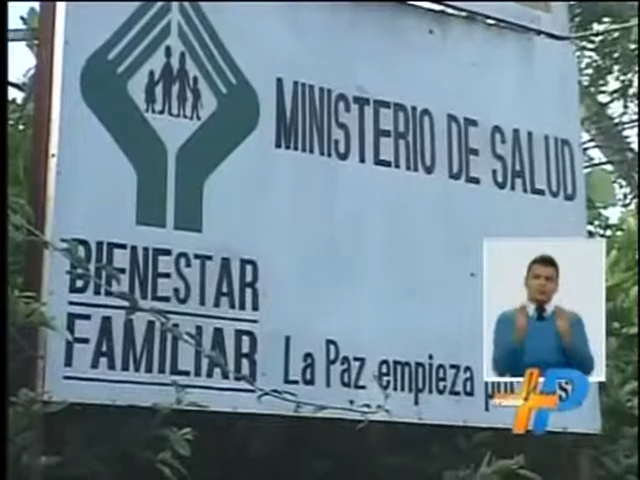 MINISTERIO DE SALUD
BIENESTAR
FAMILIAR
La Paz empieza
+P